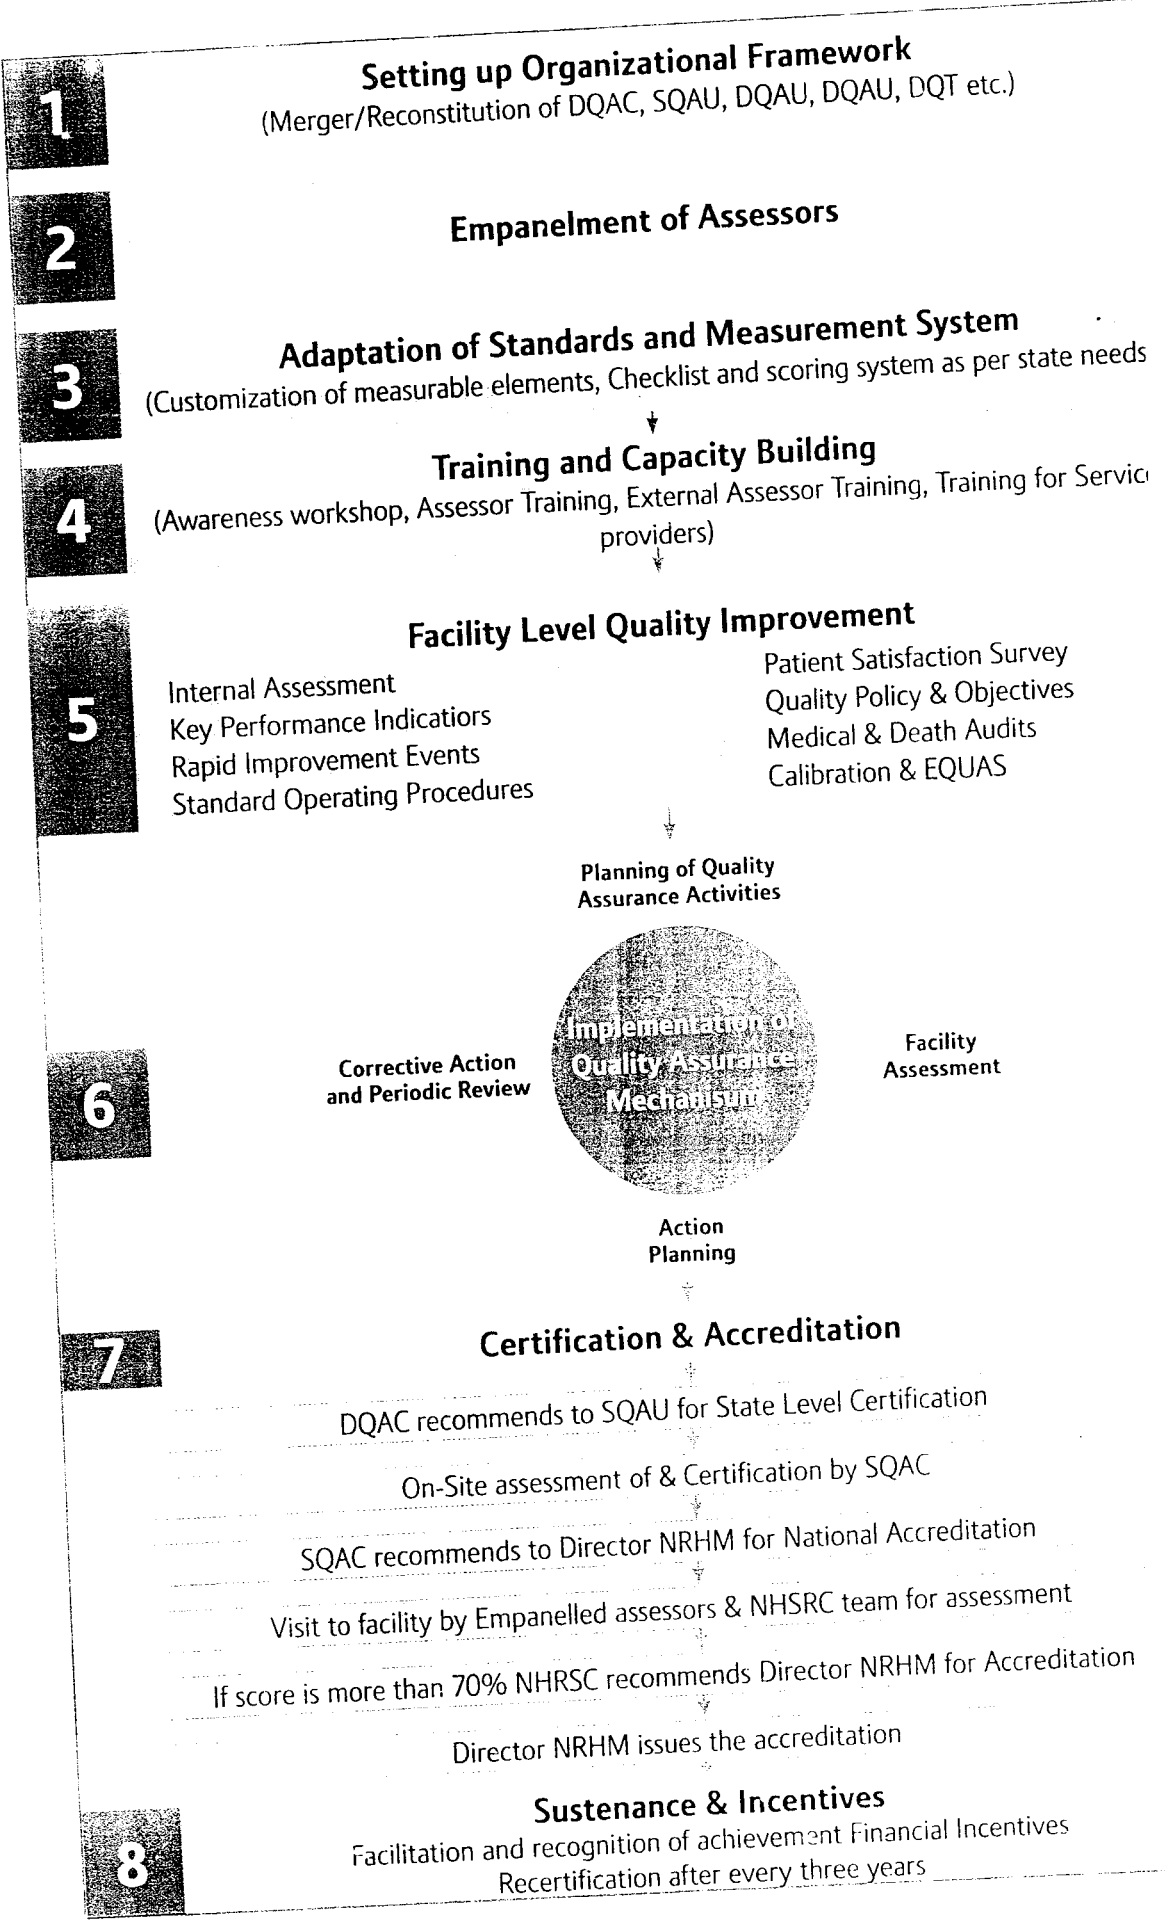 1
Setting up Organizational Framework
(Merger/Reconstitution of DQAC, SQAU, DQAU, DQAU, DQT etc.)
2
Empanelment of Assessors
3
Adaptation of Standards and Measurement System
(Customization of measurable elements, Checklist and scoring system as per state needs
4
Training and Capacity Building
(Awareness workshop, Assessor Training, External Assessor Training, Training for Servic
providers)
5
Facility Level Quality Improvement
Internal Assessment
Key Performance Indicatiors
Rapid Improvement Events
Standard Operating Procedures
Patient Satisfaction Survey
Quality Policy & Objectives
Medical & Death Audits
Calibration & EQUAS
6
Planning of Quality
Assurance Activities
Corrective Action
and Periodic Review
Implementation of
Quality Assurance
Mechanisum
Facility
Assessment
Action
Planning
7
Certification & Accreditation
DQAC recommends to SQAU for State Level Certification
On-Site assessment of & Certification by SQAC
SQAC recommends to Director NRHM for National Accreditation
Visit to facility by Empanelled assessors & NHSRC team for assessment
If score is more than 70% NHRSC recommends Director NRHM for Accreditation
Director NRHM issues the accreditation
8
Sustenance & Incentives
Facilitation and recognition of achievement Financial Incentives
Recertification after every three years